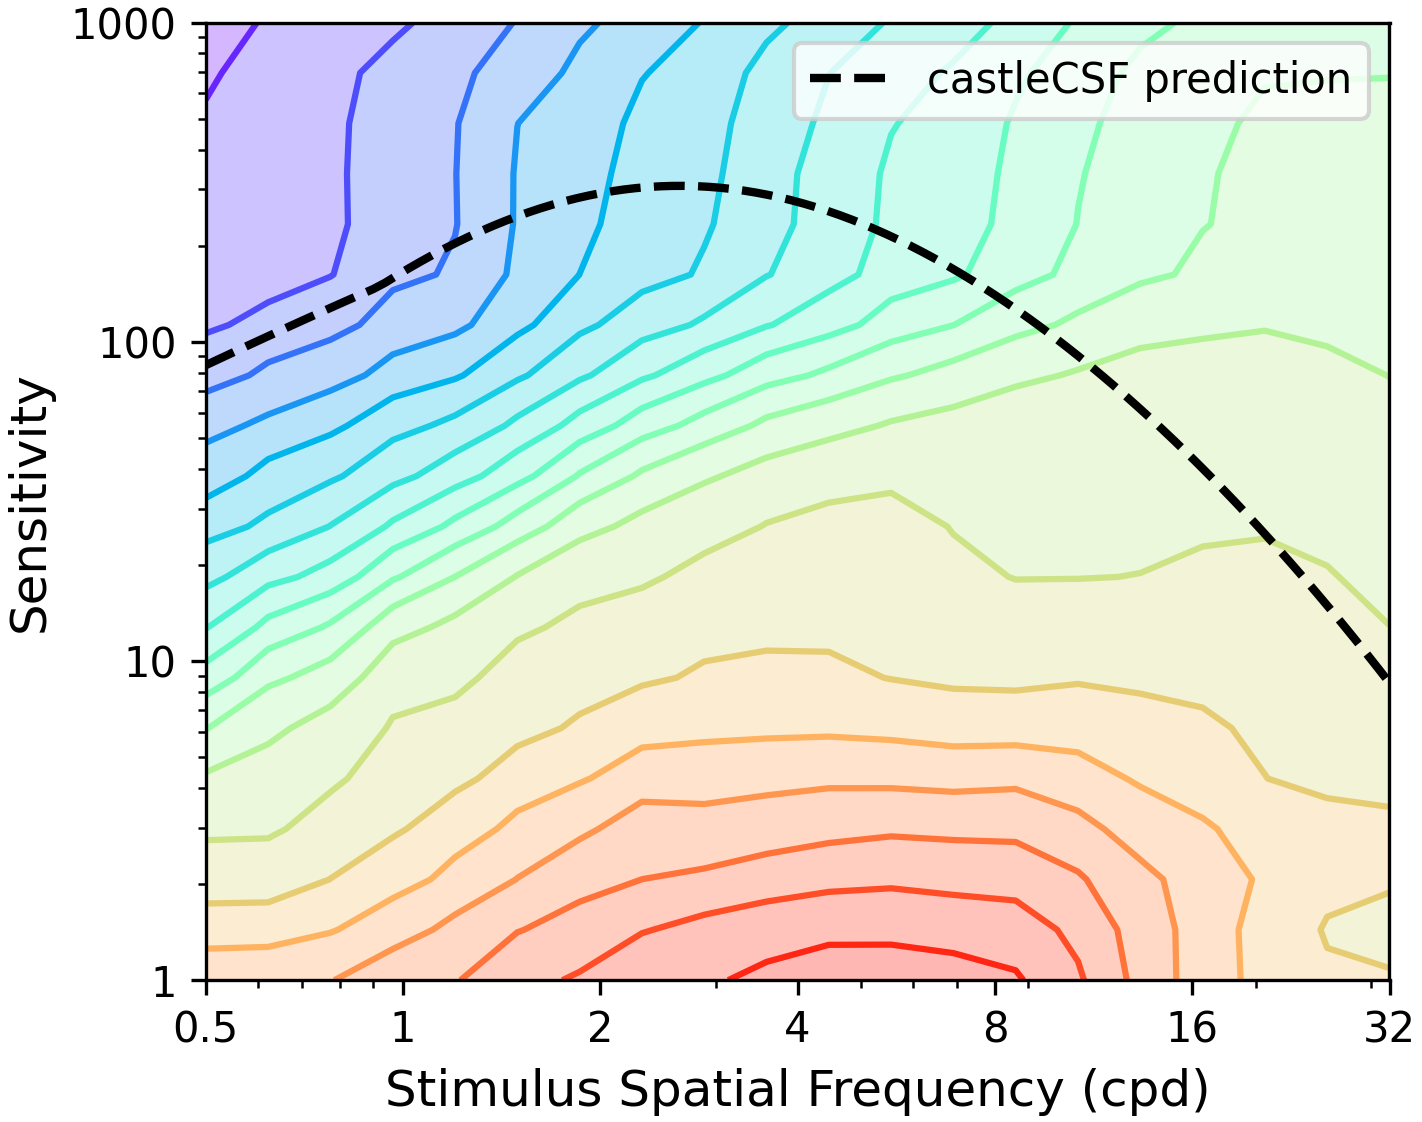 1000
castleCSF prediction
100
Sensitivity
10
1
0.5 1 2 4 8 16 32
Stimulus Spatial Frequency (cpd)